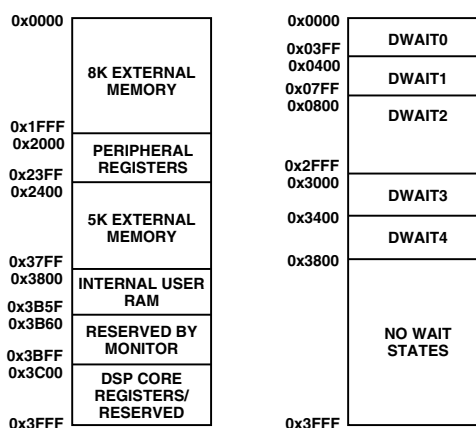 0x0000
8K EXTERNAL
MEMORY
0x1FFF
0x2000
PERIPHERAL
REGISTERS
0x23FF
0x2400
5K EXTERNAL
MEMORY
0x37FF
0x3800
INTERNAL USER
RAM
0x3B5F
0x3B60
RESERVED BY
MONITOR
0x3BFF
0x3C00
DSP CORE
REGISTERS/
RESERVED
0x3FFF
0x0000
DWAIT0
0x03FF
0x0400
DWAIT1
0x07FF
0x0800
DWAIT2
0x2FFF
0x3000
DWAIT3
0x3400
DWAIT4
0x3800
NO WAIT
STATES
0x3FFF